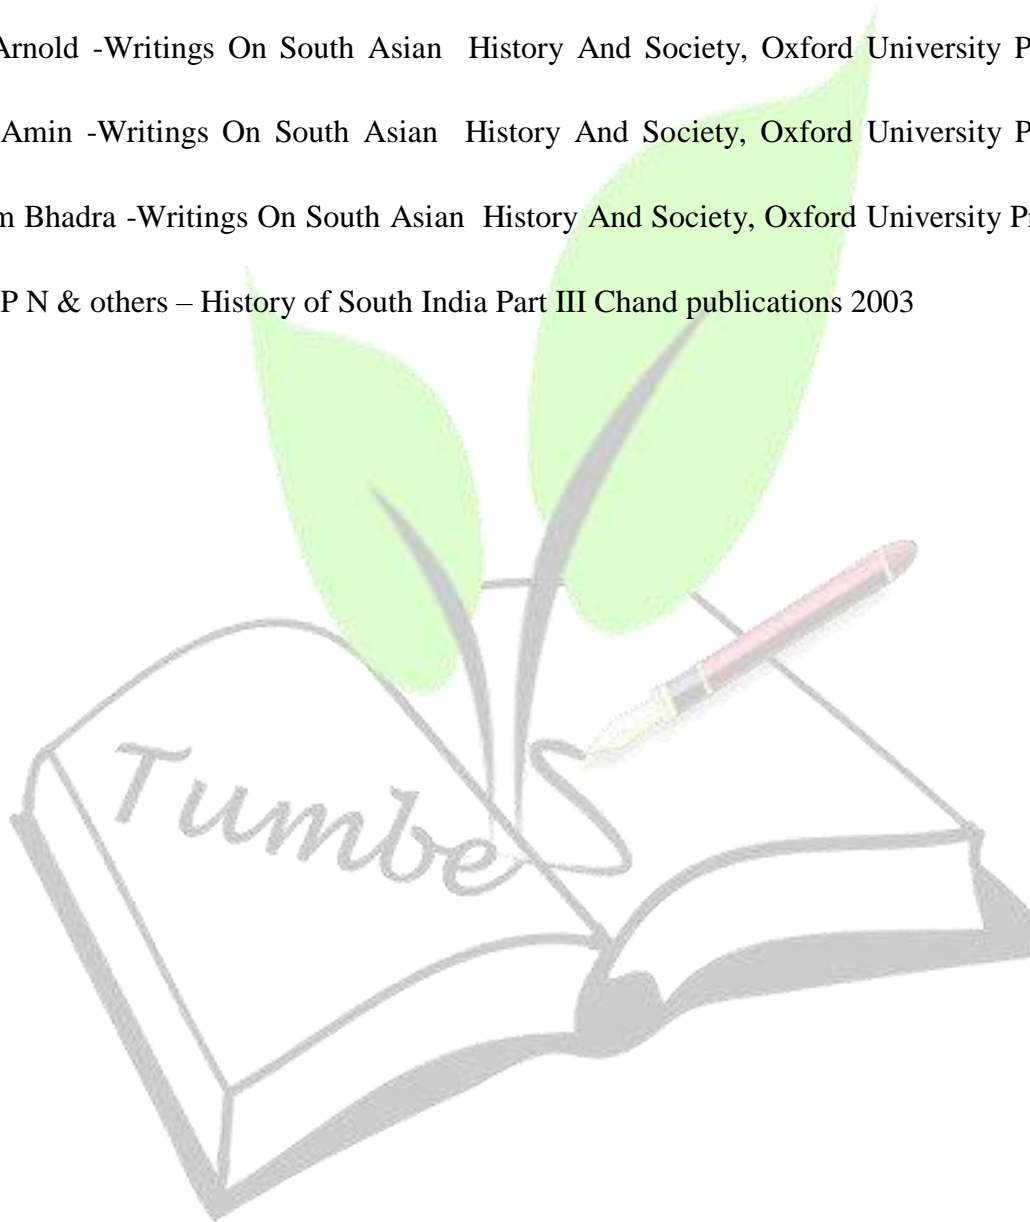 Arnold -Writings On South Asian History And Society, Oxford University P
Amin -Writings On South Asian History And Society, Oxford University P
m Bhadra -Writings On South Asian History And Society, Oxford University Pr
P N & others – History of South India Part III Chand publications 2003
Tumbe